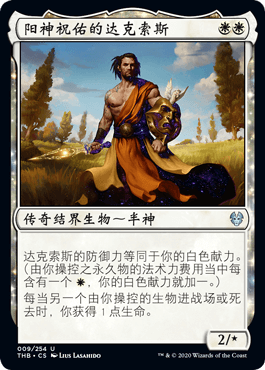 阳神祝佑的达克索斯
传奇结界生物～半神
达克索斯的防御力等同于你的白色献力。
(由你操控之永久物的法术力费用当中每
含有一个，你的白色献力就加一。)
每当另一个由你操控的生物进战场或死
去时，你获得1点生命。
2/*
009/254 U
THB • CS LIUS LASAHIDO
™ & © 2020 Wizards of the Coast